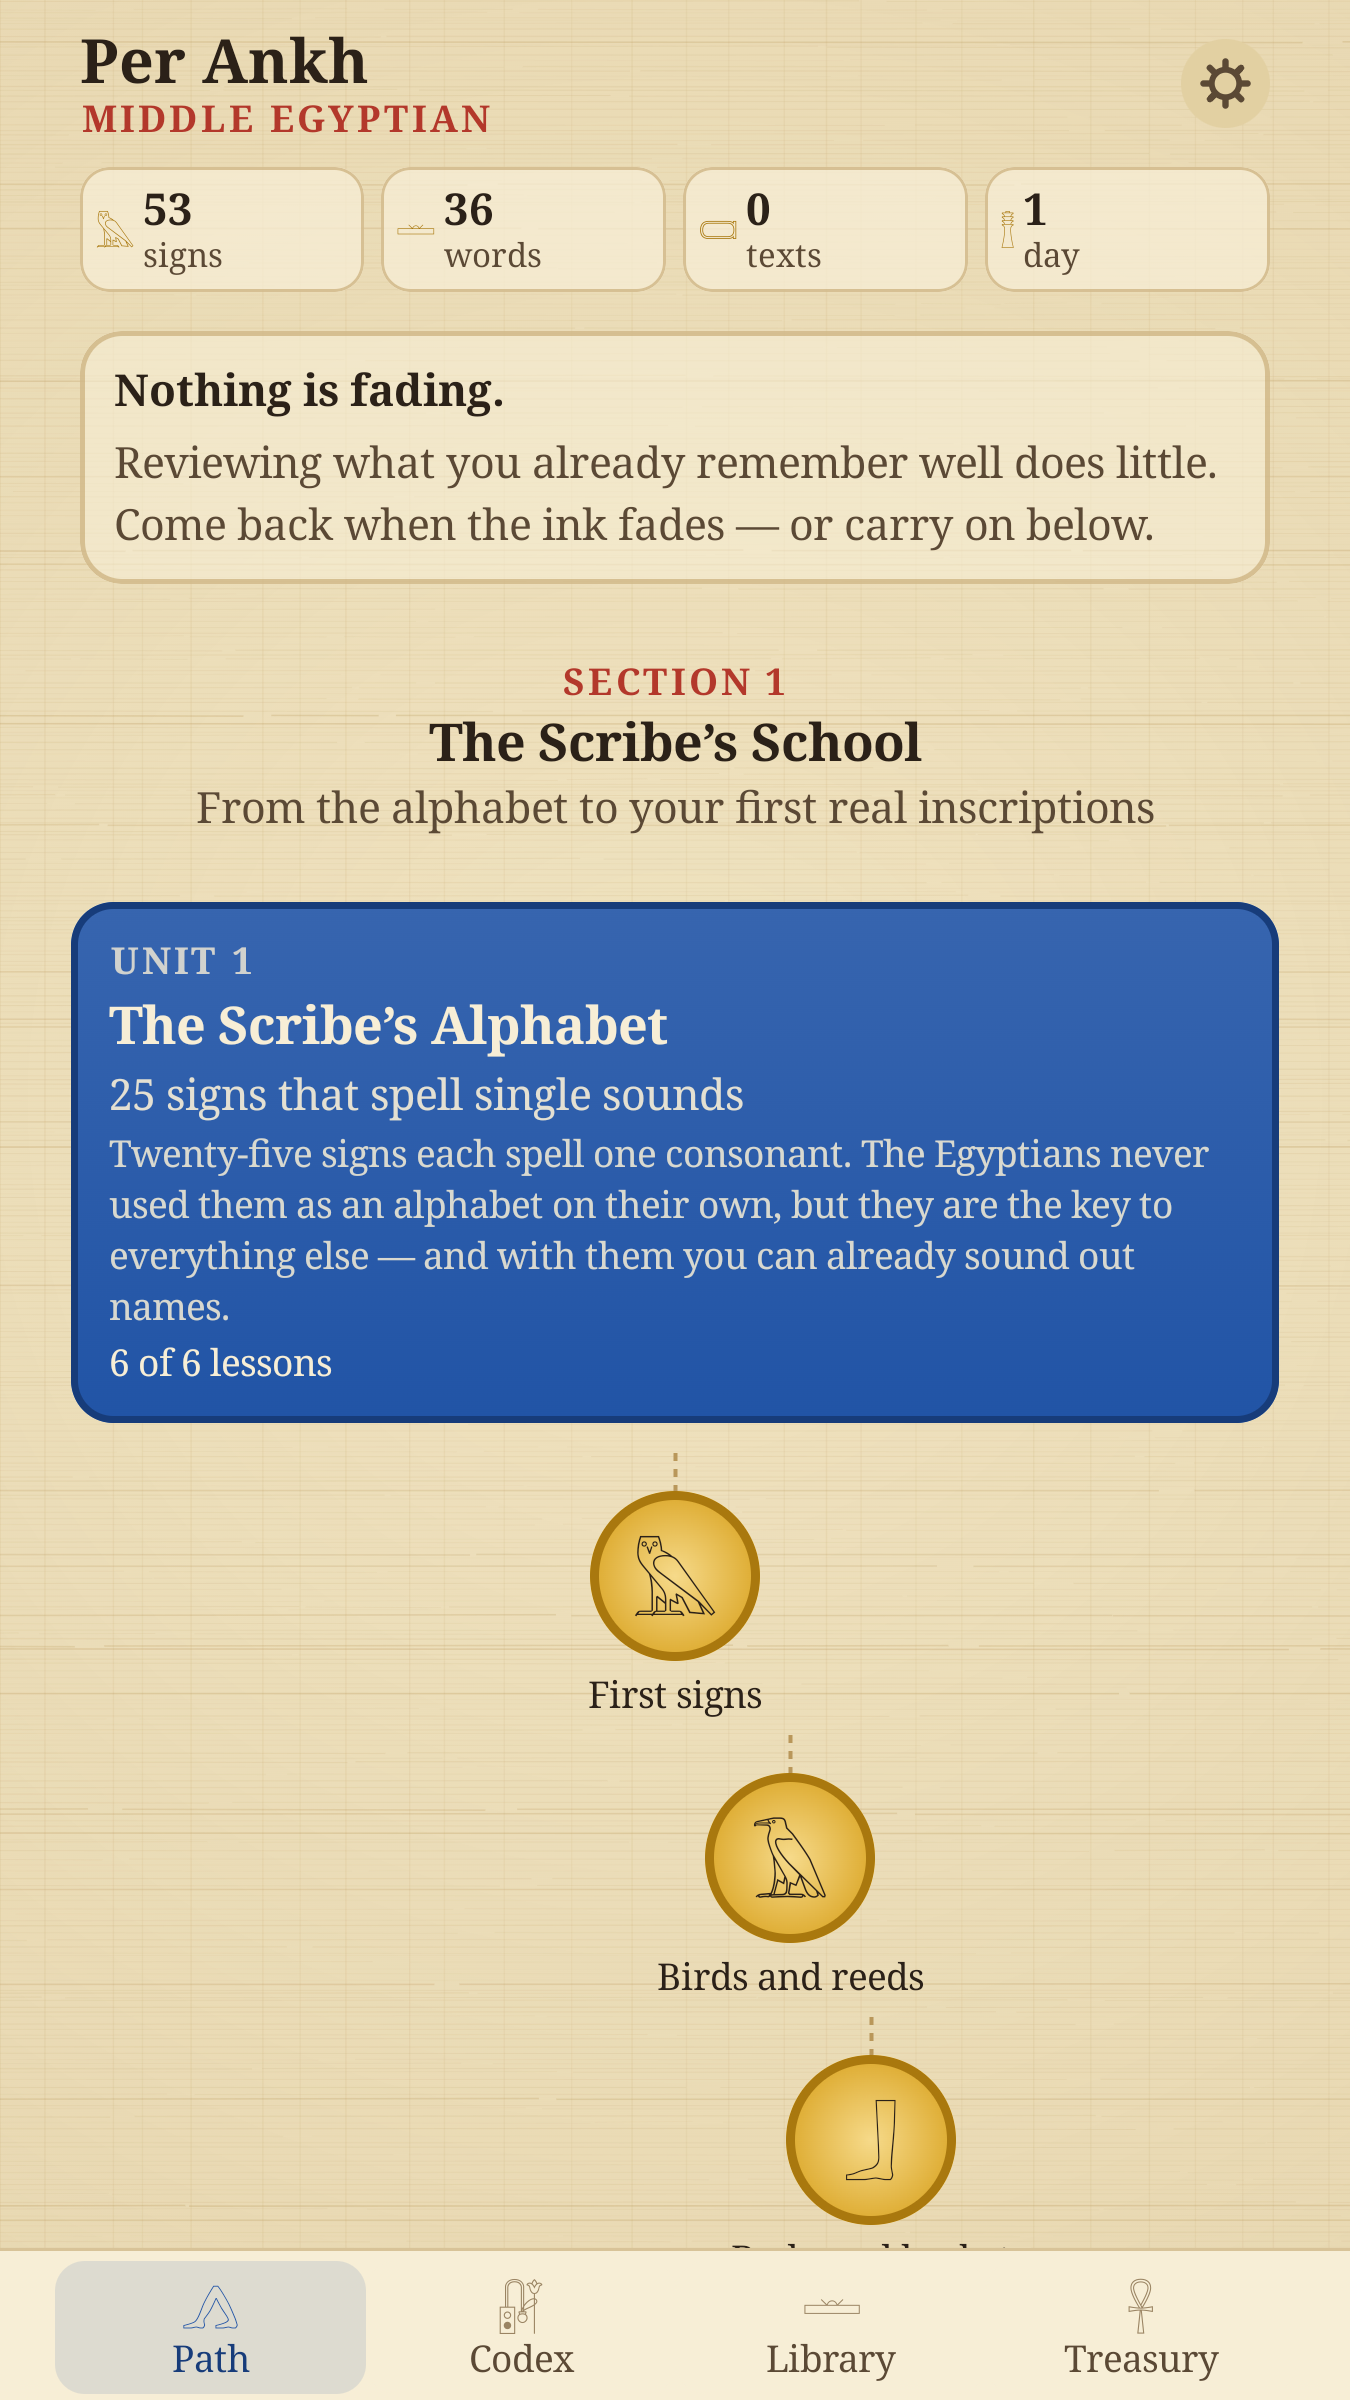 Per Ankh
MIDDLE EGYPTIAN
53
signs
36
words
0
texts
1
day
Nothing is fading.
Reviewing what you already remember well does little.
Come back when the ink fades — or carry on below.
SECTION 1
The Scribe’s School
From the alphabet to your first real inscriptions
UNIT 1
The Scribe’s Alphabet
25 signs that spell single sounds
Twenty-five signs each spell one consonant. The Egyptians never
used them as an alphabet on their own, but they are the key to
everything else — and with them you can already sound out
names.
6 of 6 lessons
First signs
Birds and reeds
Path
Codex
Library
Treasury